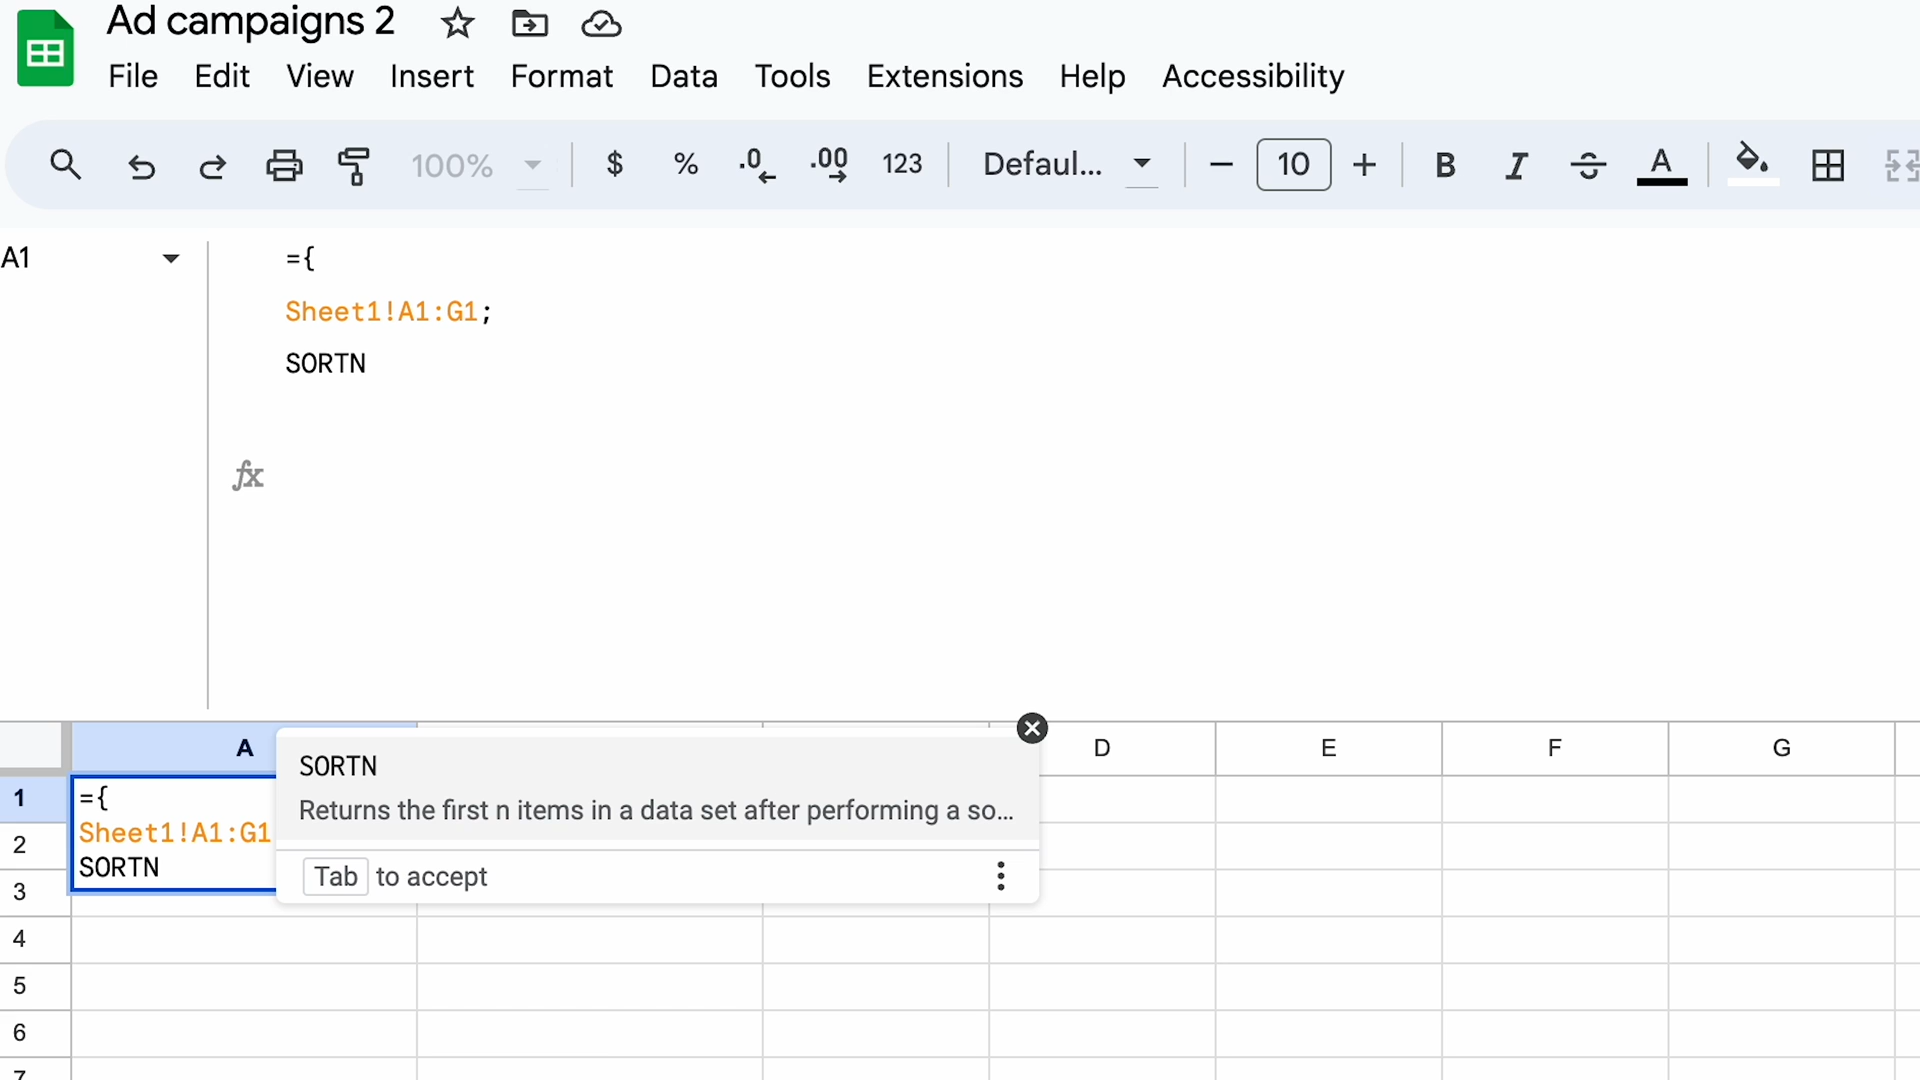 Ad campaigns 2
File Edit View Insert Format Data Tools Extensions Help Accessibility
100% $ % .0 .00 123 Defaul... − 10 + B I S A
A1
={
Sheet1!A1:G1;
SORTN
fx
A D E F G
1 ={
2 Sheet1!A1:G1
SORTN
3
SORTN
Returns the first n items in a data set after performing a so...
Tab to accept
4
5
6
7